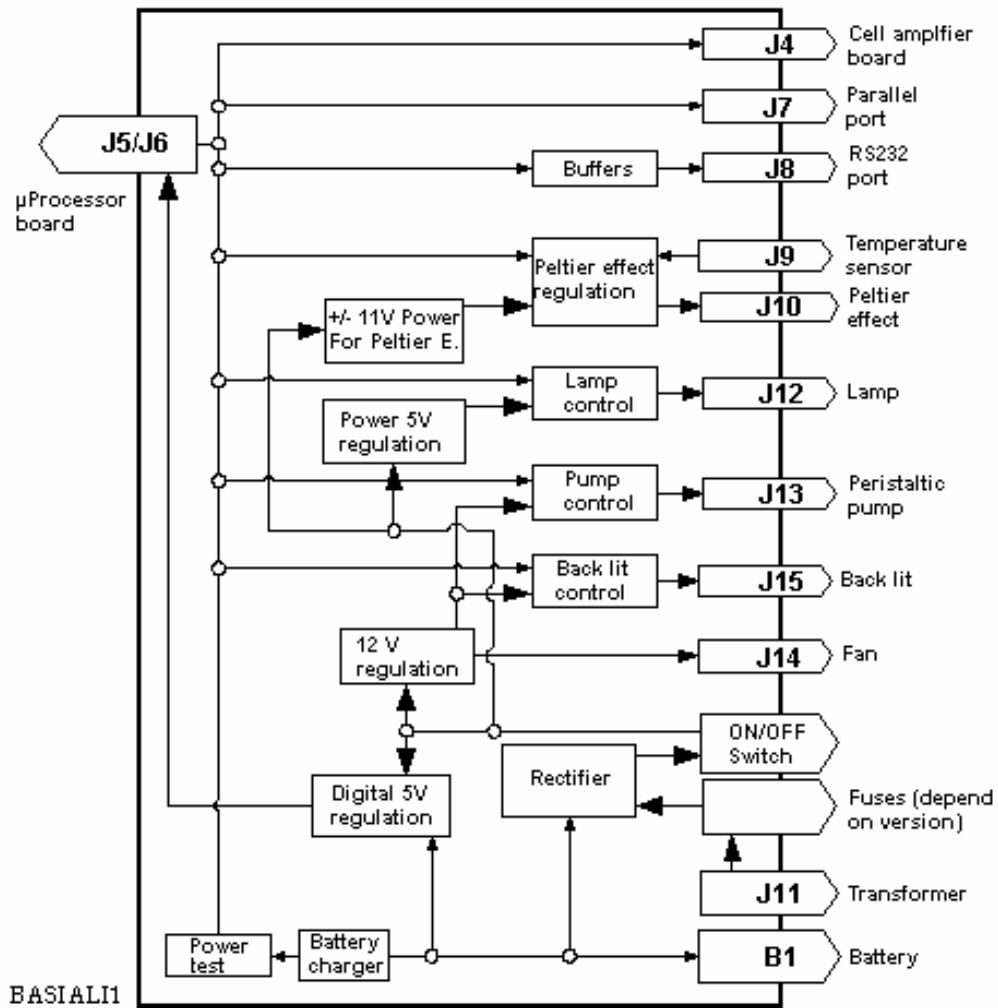 J4
Cell amplfier
board
J7
Parallel
port
J5/J6
µProcessor
board
Buffers
J8
RS232
port
Peltier effect
regulation
J9
Temperature
sensor
J10
Peltier
effect
+/- 11V Power
For Peltier E.
Lamp
control
J12
Lamp
Power 5V
regulation
Pump
control
J13
Peristaltic
pump
Back lit
control
J15
Back lit
12 V
regulation
J14
Fan
ON/OFF
Switch
Rectifier
Digital 5V
regulation
Fuses (depend
on version)
J11
Transformer
Power
test
Battery
charger
B1
Battery
BASIALI1